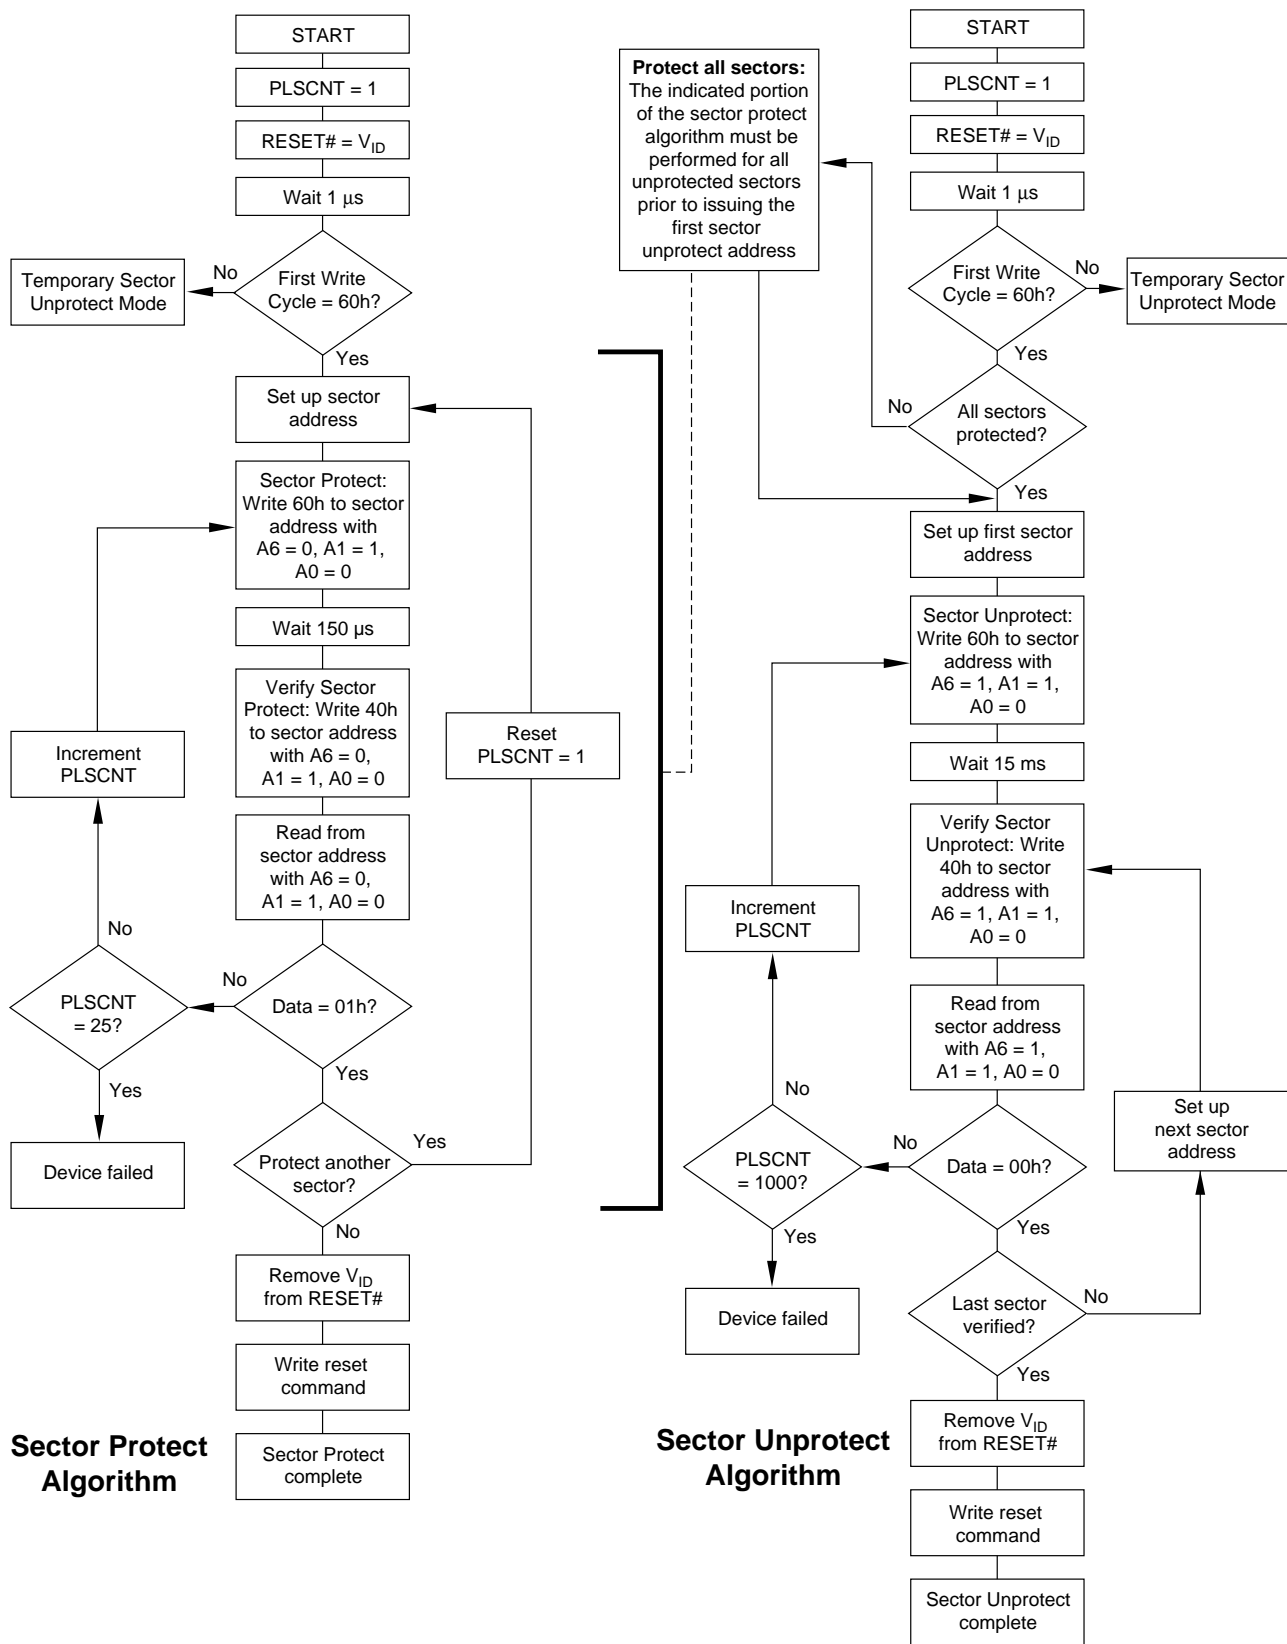 START
PLSCNT = 1
RESET# = VID
Wait 1 μs
First Write
Cycle = 60h?
No
Temporary Sector
Unprotect Mode
Yes
Set up sector
address
Sector Protect:
Write 60h to sector
address with
A6 = 0, A1 = 1,
A0 = 0
Wait 150 µs
Verify Sector
Protect: Write 40h
to sector address
with A6 = 0,
A1 = 1, A0 = 0
Reset
PLSCNT = 1
Increment
PLSCNT
Read from
sector address
with A6 = 0,
A1 = 1, A0 = 0
No
No
PLSCNT
= 25?
Data = 01h?
Yes
Yes
Device failed
Yes
Protect another
sector?
No
Remove VID
from RESET#
Write reset
command
Sector Protect
complete
Sector Protect
Algorithm
Protect all sectors:
The indicated portion
of the sector protect
algorithm must be
performed for all
unprotected sectors
prior to issuing the
first sector
unprotect address
START
PLSCNT = 1
RESET# = VID
Wait 1 μs
First Write
Cycle = 60h?
No
Temporary Sector
Unprotect Mode
Yes
No
All sectors
protected?
Yes
Set up first sector
address
Sector Unprotect:
Write 60h to sector
address with
A6 = 1, A1 = 1,
A0 = 0
Wait 15 ms
Verify Sector
Unprotect: Write
40h to sector
address with
A6 = 1, A1 = 1,
A0 = 0
Increment
PLSCNT
Read from
sector address
with A6 = 1,
A1 = 1, A0 = 0
No
Set up
next sector
address
No
PLSCNT
= 1000?
Data = 00h?
Yes
Yes
Device failed
Last sector
verified?
No
Yes
Remove VID
from RESET#
Write reset
command
Sector Unprotect
complete
Sector Unprotect
Algorithm